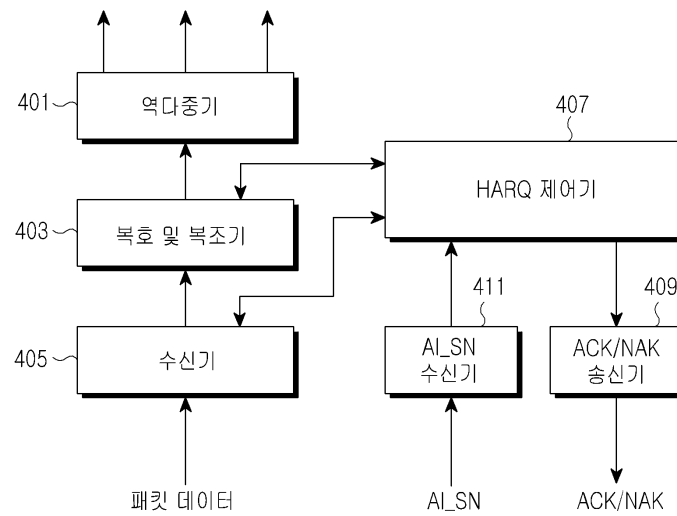 401
역다중기
407
HARQ 제어기
403
복호 및 복조기
411
409
405
수신기
AI_SN
수신기
ACK/NAK
송신기
패킷 데이터
AI_SN
ACK/NAK